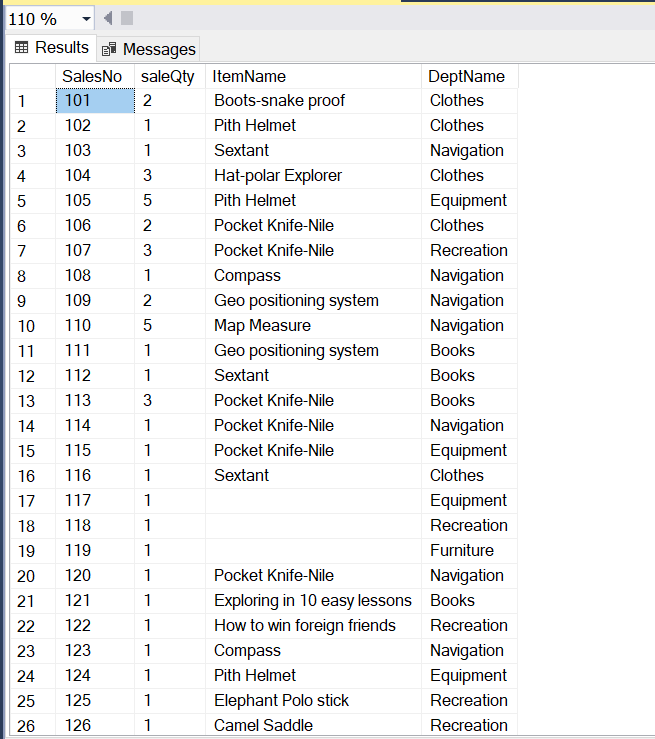 110 %
Results Messages
SalesNo saleQty ItemName DeptName
1 101 2 Boots-snake proof Clothes
2 102 1 Pith Helmet Clothes
3 103 1 Sextant Navigation
4 104 3 Hat-polar Explorer Clothes
5 105 5 Pith Helmet Equipment
6 106 2 Pocket Knife-Nile Clothes
7 107 3 Pocket Knife-Nile Recreation
8 108 1 Compass Navigation
9 109 2 Geo positioning system Navigation
10 110 5 Map Measure Navigation
11 111 1 Geo positioning system Books
12 112 1 Sextant Books
13 113 3 Pocket Knife-Nile Books
14 114 1 Pocket Knife-Nile Navigation
15 115 1 Pocket Knife-Nile Equipment
16 116 1 Sextant Clothes
17 117 1 Equipment
18 118 1 Recreation
19 119 1 Furniture
20 120 1 Pocket Knife-Nile Navigation
21 121 1 Exploring in 10 easy lessons Books
22 122 1 How to win foreign friends Recreation
23 123 1 Compass Navigation
24 124 1 Pith Helmet Equipment
25 125 1 Elephant Polo stick Recreation
26 126 1 Camel Saddle Recreation